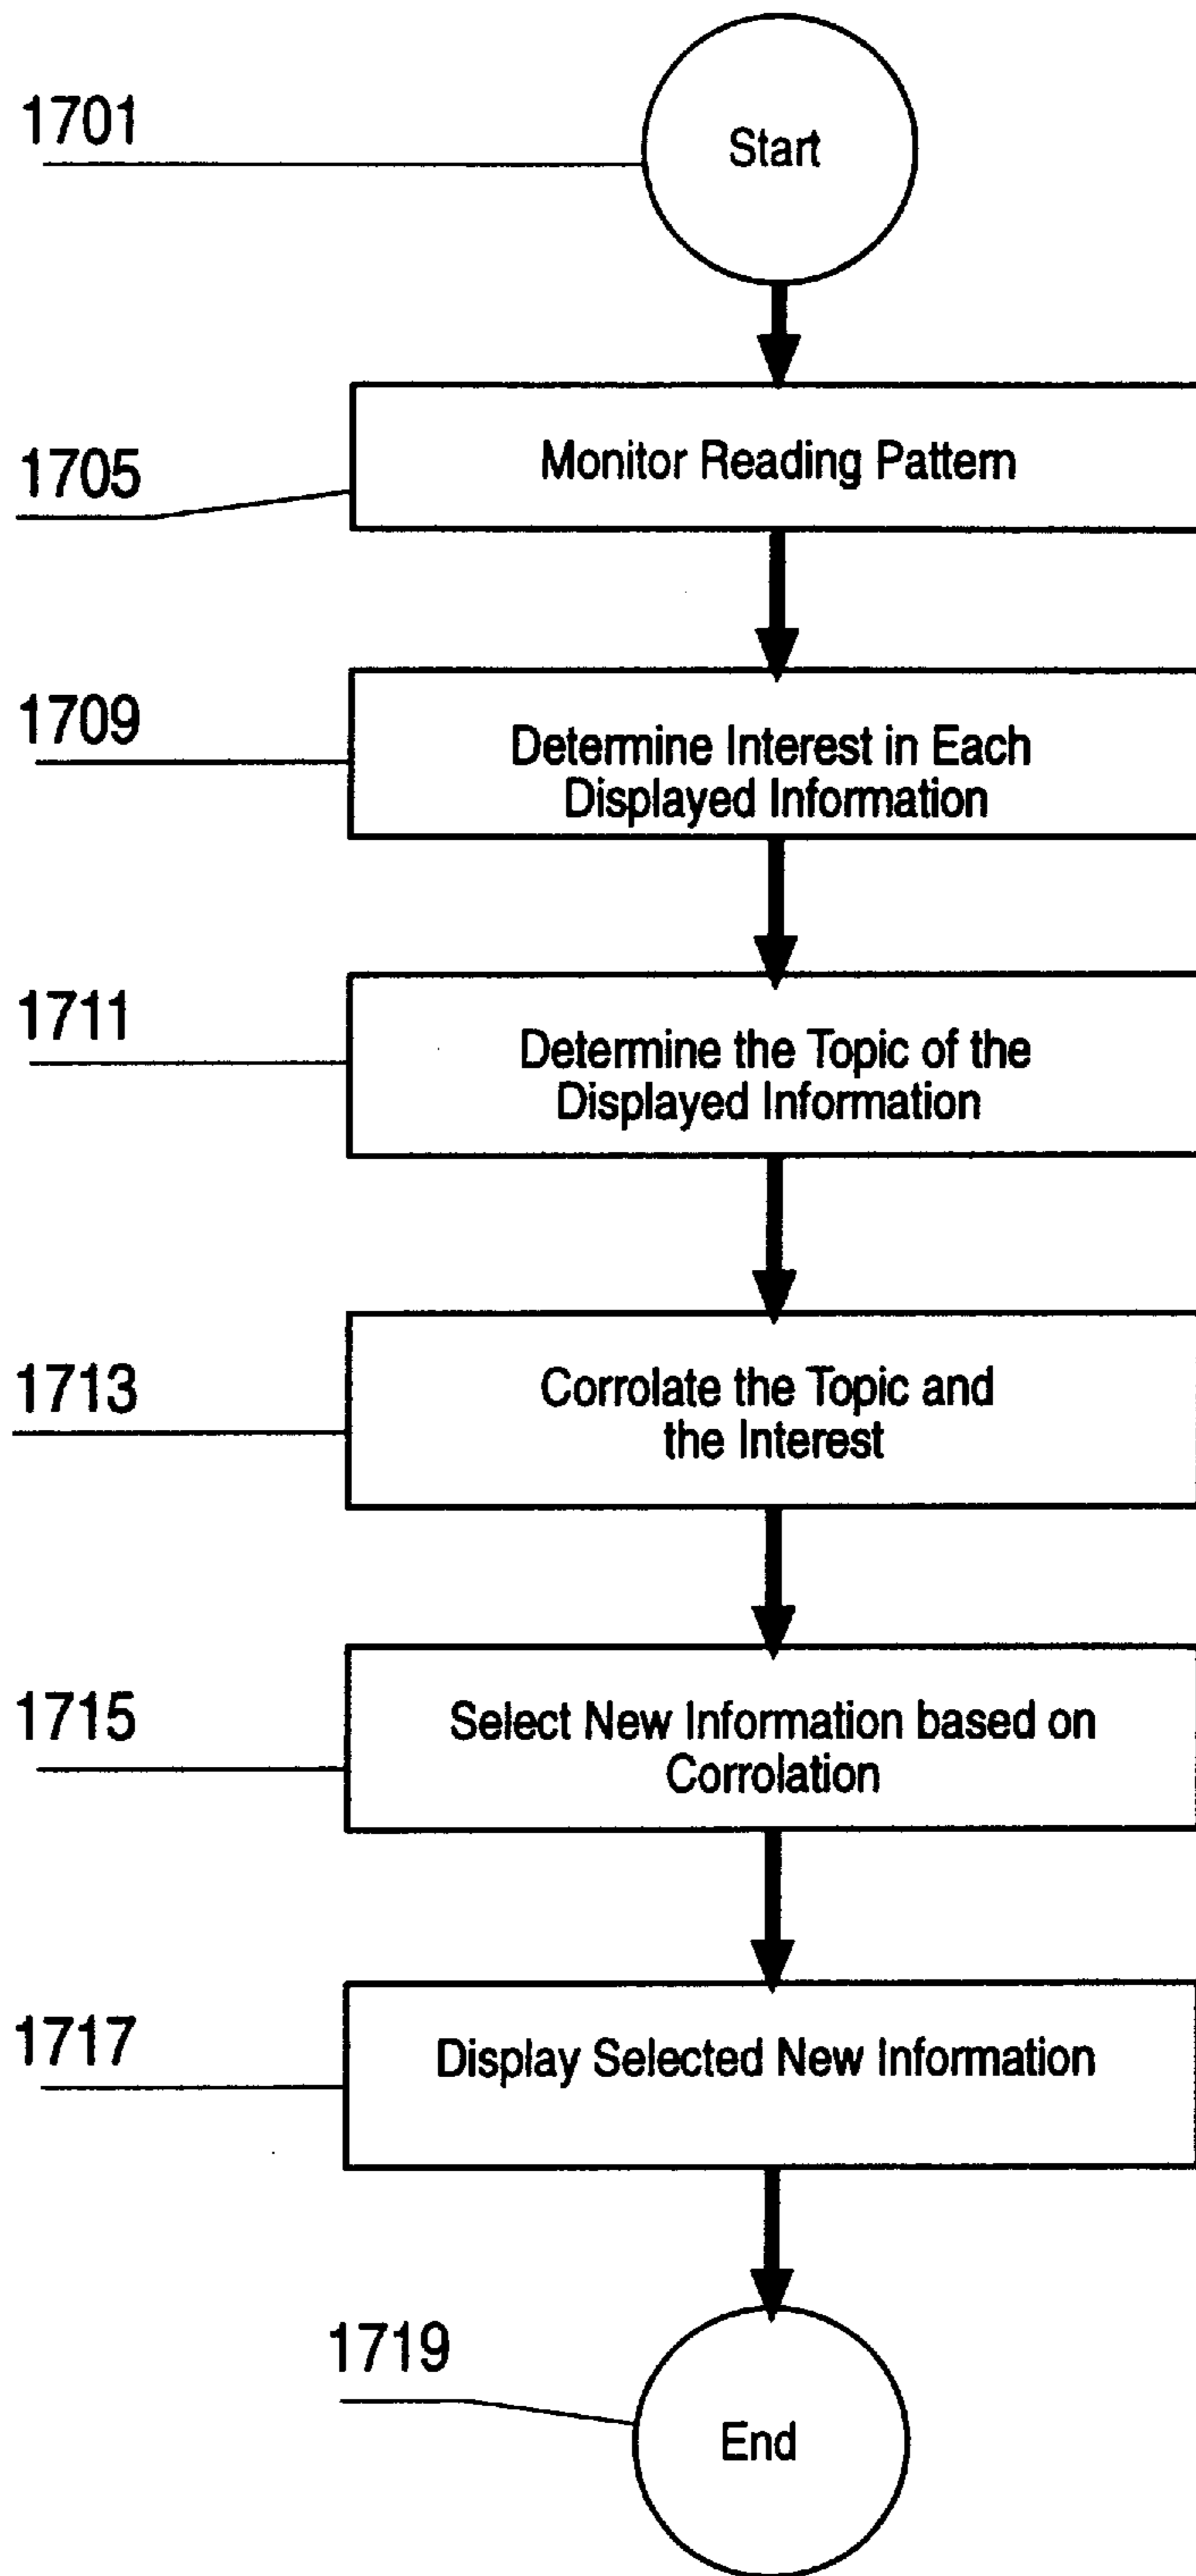 1701
Start
1705
Monitor Reading Pattern
1709
Determine Interest in Each
Displayed Information
1711
Determine the Topic of the
Displayed Information
1713
Corrolate the Topic and
the Interest
1715
Select New Information based on
Corrolation
1717
Display Selected New Information
1719
End